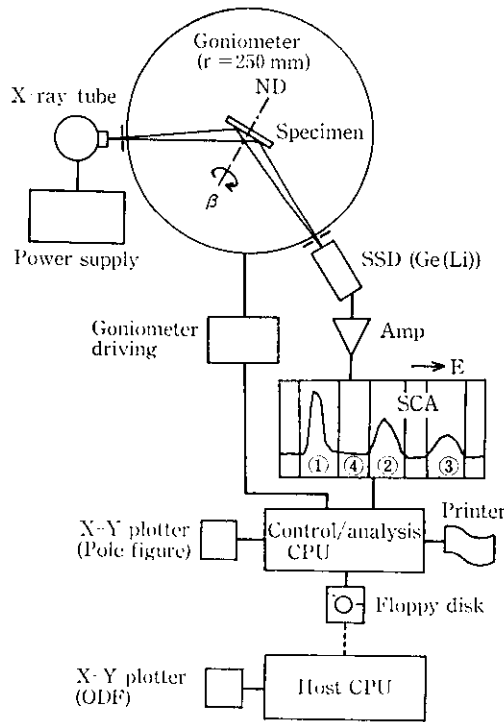 Goniometer
(r = 250 mm)
ND
X-ray tube
Specimen
β
Power supply
SSD (Ge(Li))
Goniometer
driving
Amp
E
SCA
① ④ ② ③
Printer
X-Y plotter
(Pole figure)
Control/analysis
CPU
Floppy disk
X-Y plotter
(ODF)
Host CPU